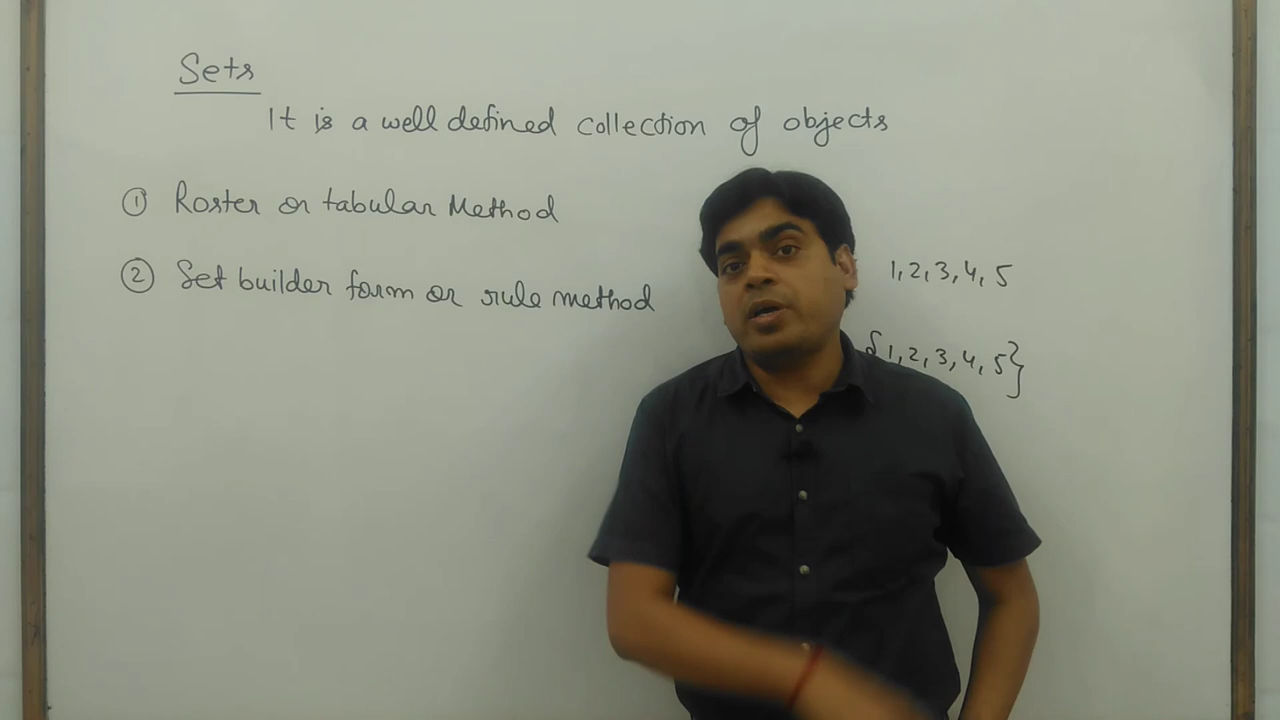 Sets
It is a well defined collection of objects
① Roster or tabular Method
② Set builder form or rule method
1, 2, 3, 4, 5
{1, 2, 3, 4, 5}